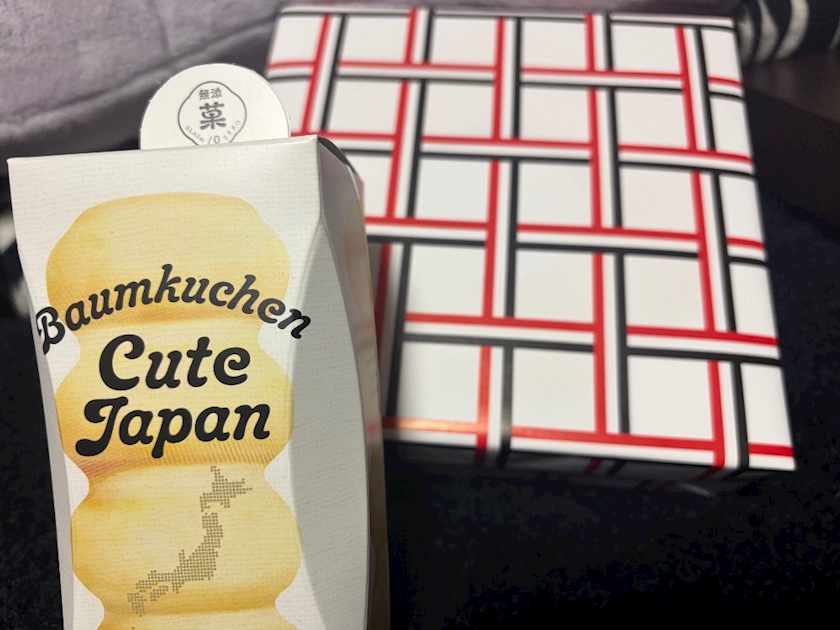 無添
菓
SLASH /0 ZERO
Baumkuchen
Cute
Japan